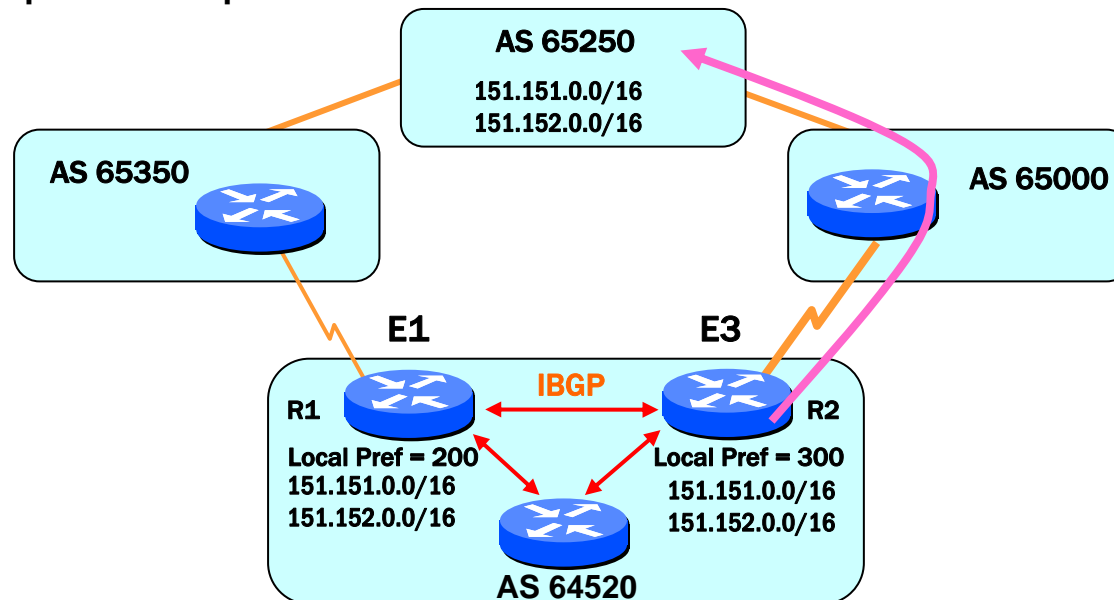 AS 65250
151.151.0.0/16
151.152.0.0/16
AS 65350
AS 65000
E1
E3
IBGP
R1
R2
Local Pref = 200
151.151.0.0/16
151.152.0.0/16
Local Pref = 300
151.151.0.0/16
151.152.0.0/16
AS 64520